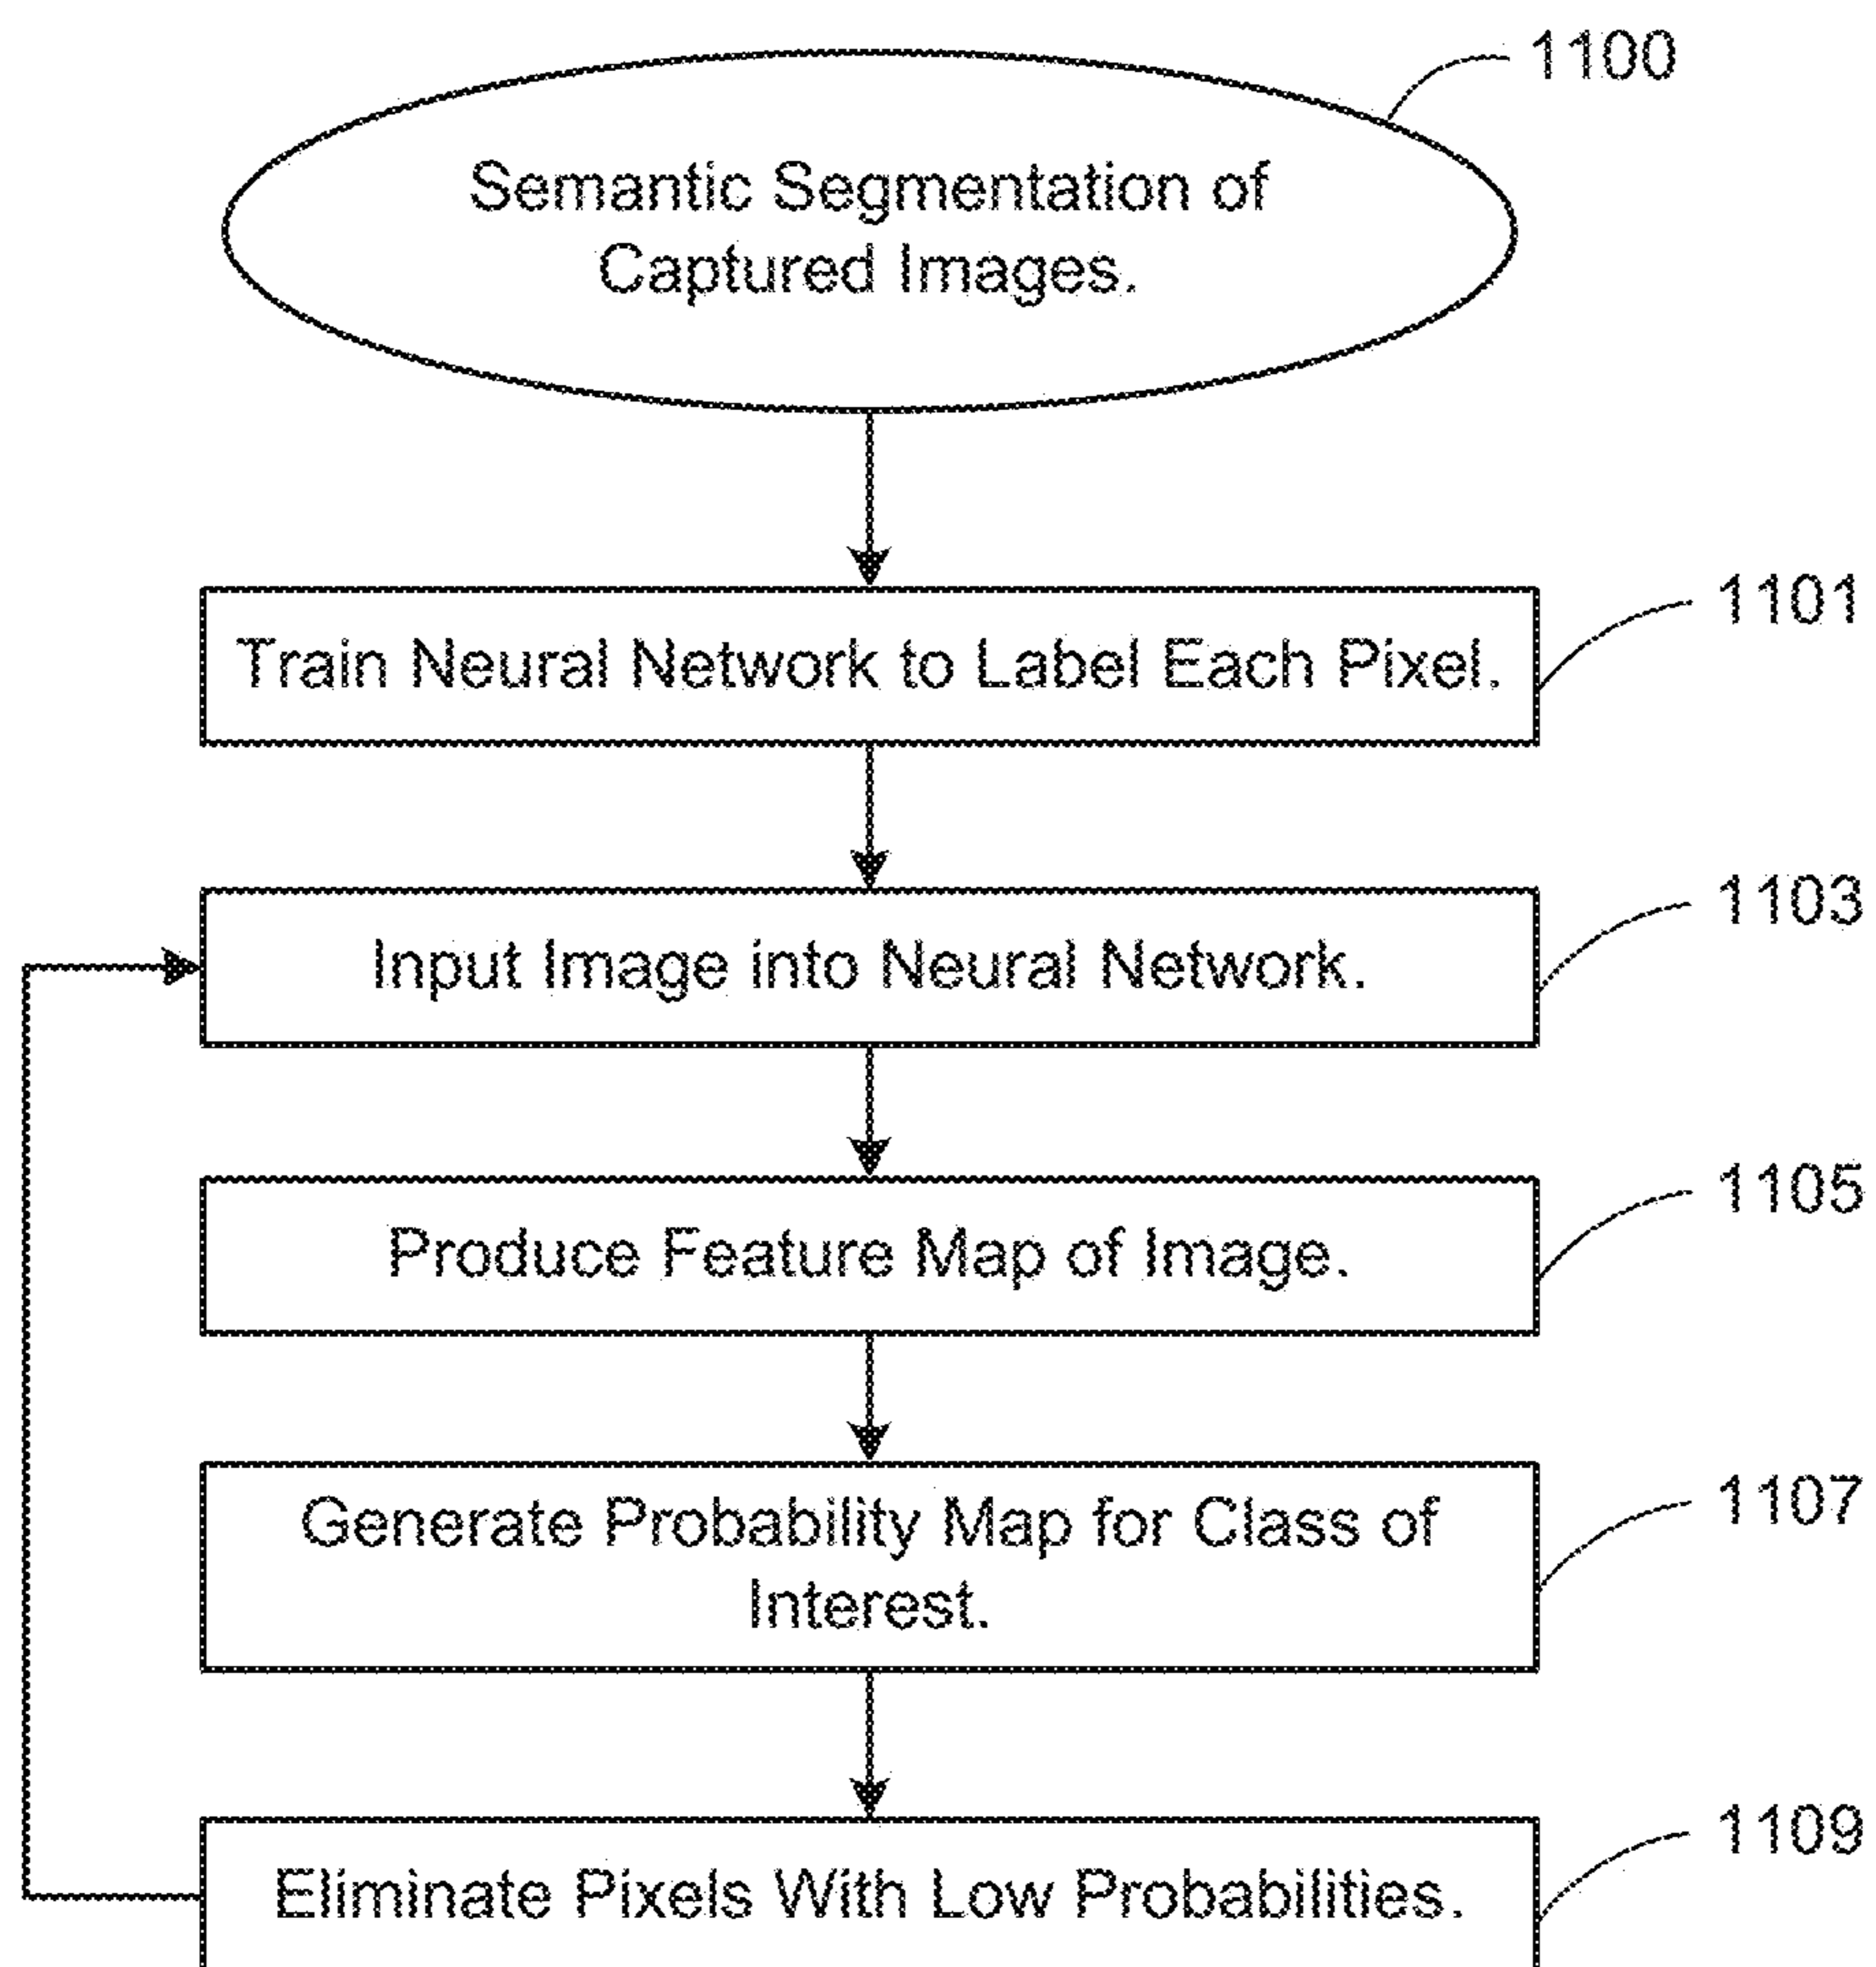 1100
Semantic Segmentation of
Captured Images.
1101
Train Neural Network to Label Each Pixel.
1103
Input Image into Neural Network.
1105
Produce Feature Map of Image.
1107
Generate Probability Map for Class of
Interest.
1109
Eliminate Pixels With Low Probabilities.